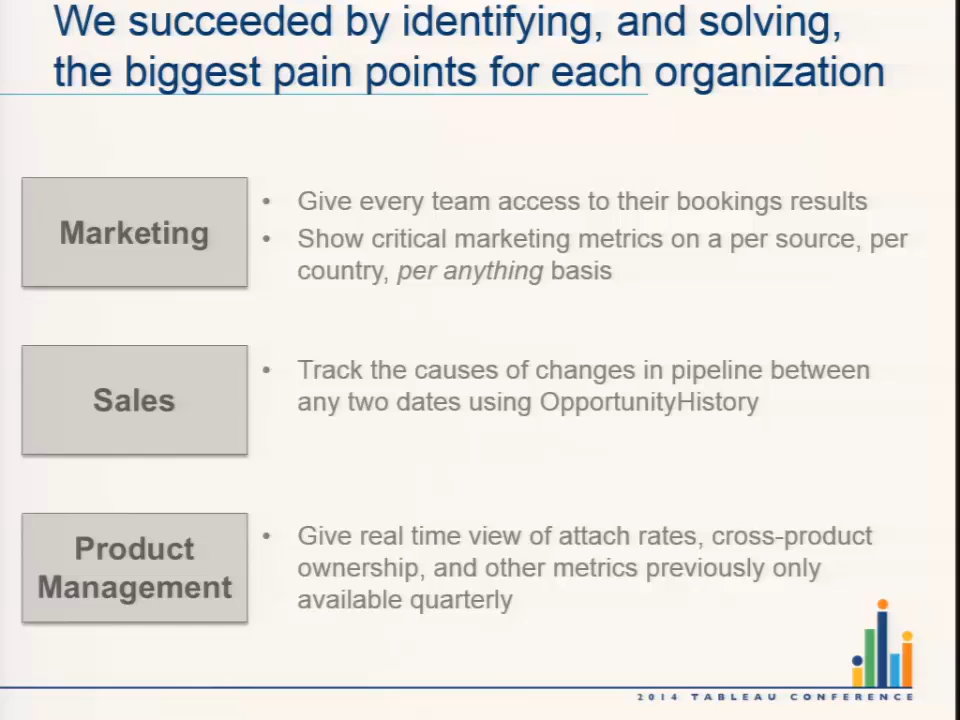 We succeeded by identifying, and solving,
the biggest pain points for each organization
Marketing
• Give every team access to their bookings results
• Show critical marketing metrics on a per source, per
country, per anything basis
Sales
• Track the causes of changes in pipeline between
any two dates using OpportunityHistory
Product
Management
• Give real time view of attach rates, cross-product
ownership, and other metrics previously only
available quarterly
2014 TABLEAU CONFERENCE